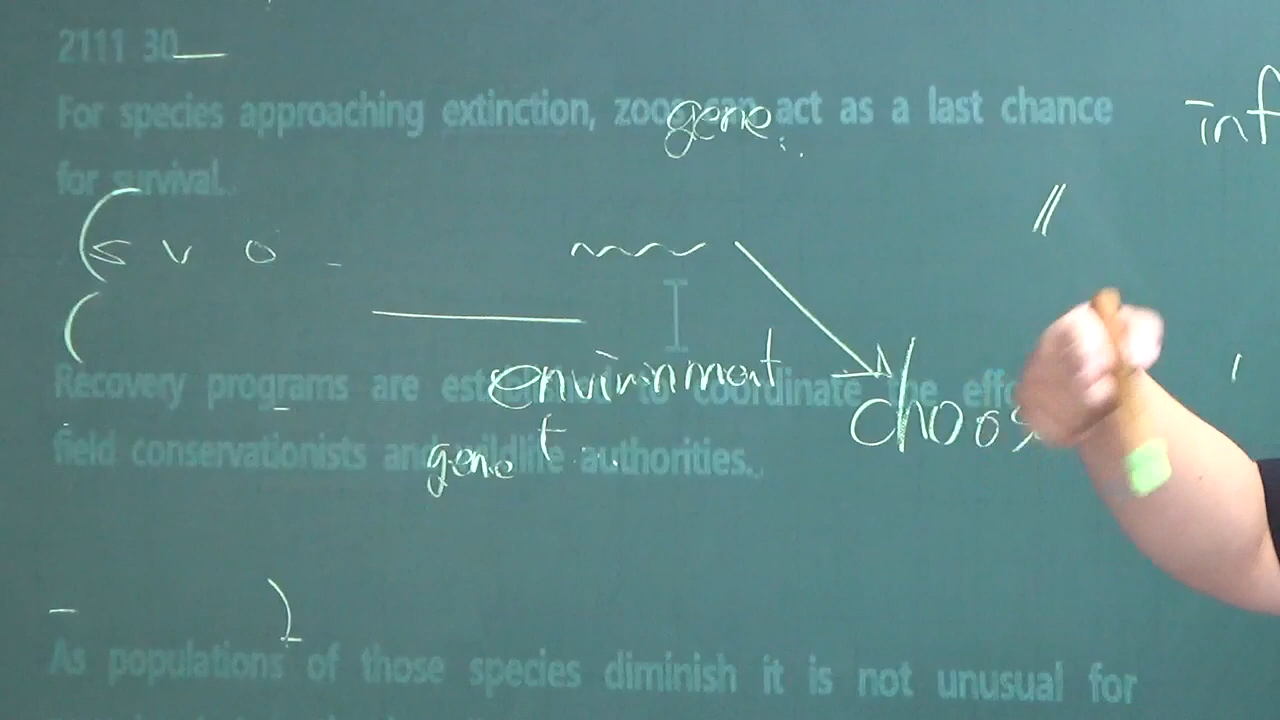 2111 30
For species approaching extinction, zoos can act as a last chance
gene
inf
for survival.
S V O
Recovery programs are established to coordinate the
choos
field conservationists and wildlife authorities.
gene t
As populations of those species diminish it is not unusual for